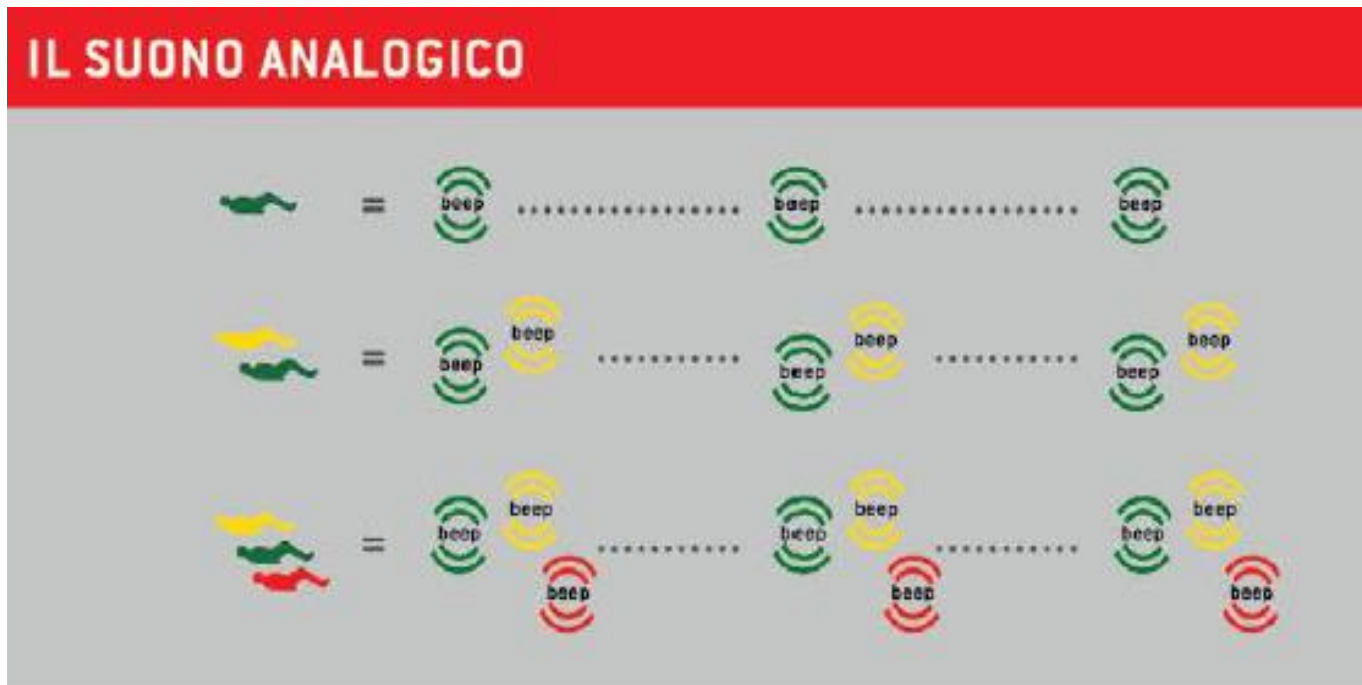 IL SUONO ANALOGICO
= beep ................. beep ................. beep
beep beep beep
= beep ........... beep ........... beep
beep beep beep
= beep ........... beep ........... beep
beep beep beep